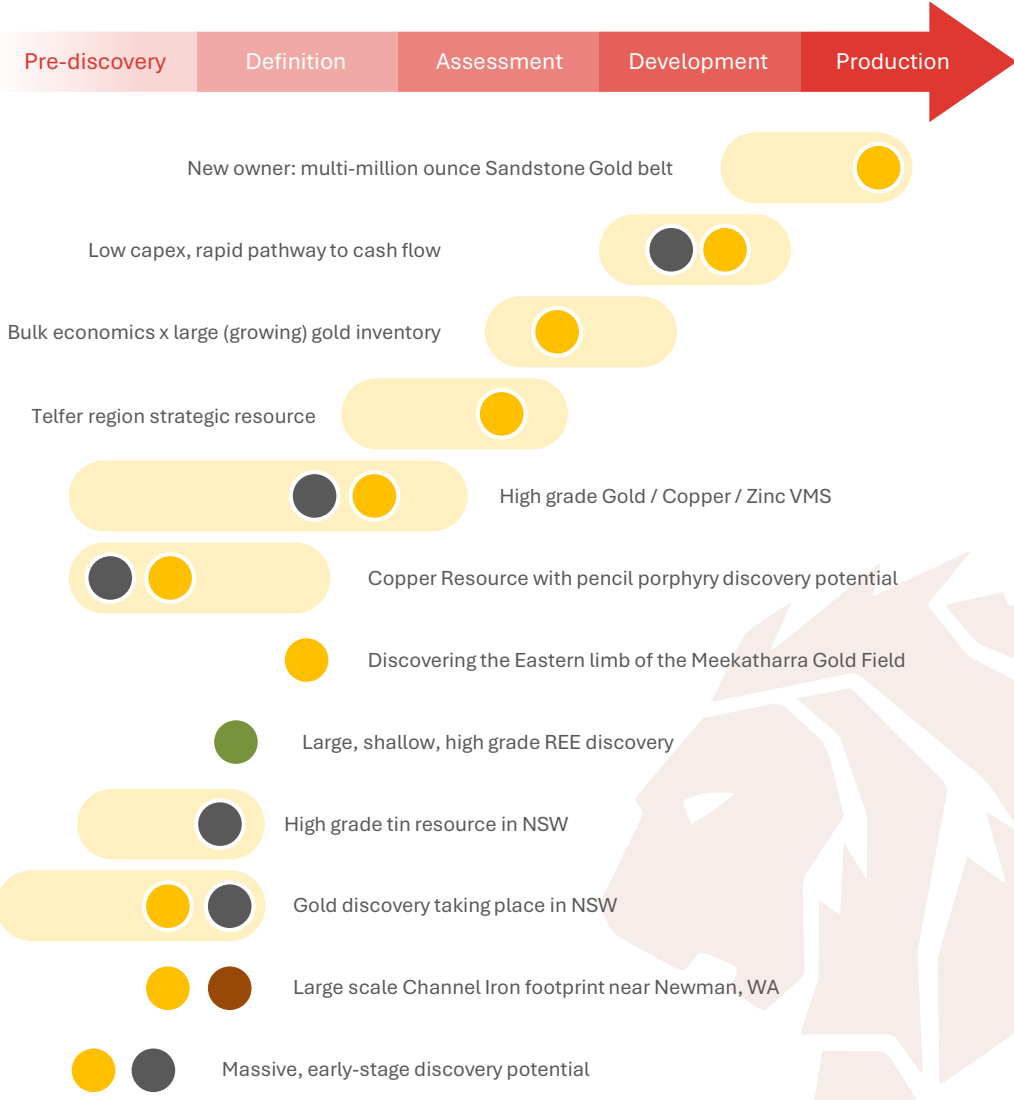 Pre-discovery Definition Assessment Development Production
New owner: multi-million ounce Sandstone Gold belt
Low capex, rapid pathway to cash flow
Bulk economics x large (growing) gold inventory
Telfer region strategic resource
High grade Gold / Copper / Zinc VMS
Copper Resource with pencil porphyry discovery potential
Discovering the Eastern limb of the Meekatharra Gold Field
Large, shallow, high grade REE discovery
High grade tin resource in NSW
Gold discovery taking place in NSW
Large scale Channel Iron footprint near Newman, WA
Massive, early-stage discovery potential